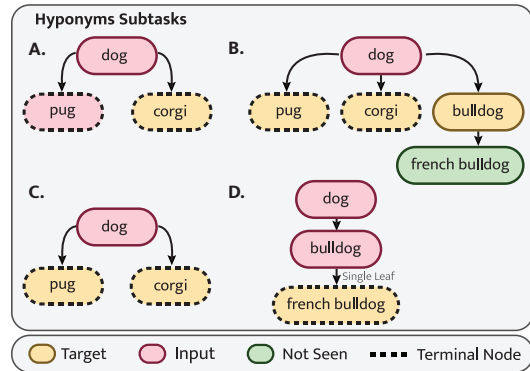 Hyponyms Subtasks
A.
dog
pug
corgi
B.
dog
pug
corgi
bulldog
french bulldog
C.
dog
pug
corgi
D.
dog
bulldog
Single Leaf
french bulldog
Target
Input
Not Seen
Terminal Node